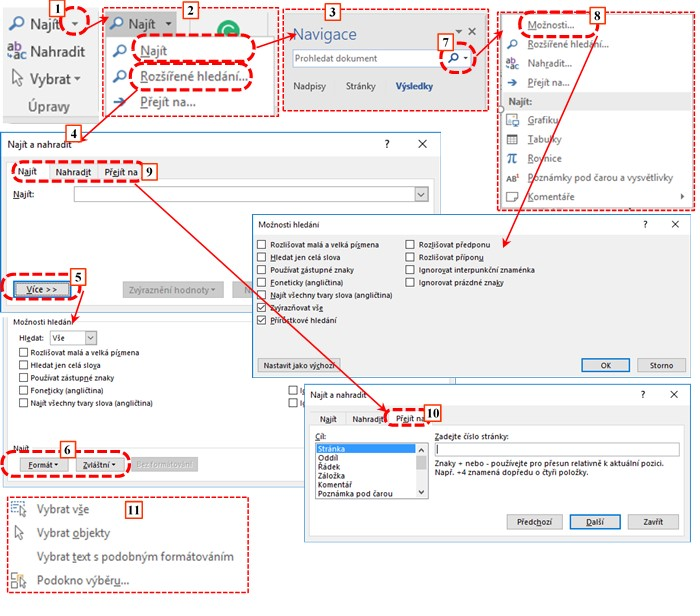 1
Najít
Nahradit
Vybrat
Úpravy
2
Najít
Najít
Rozšířené hledání...
Přejít na...
3
Navigace
7
Prohledat dokument
Nadpisy Stránky Výsledky
8
Možnosti...
Rozšířené hledání...
Nahradit...
Přejít na...
Najít:
Grafiku
Tabulky
Rovnice
Poznámky pod čarou a vysvětlivky
Komentáře
4
Najít a nahradit
9
Najít Nahradit Přejít na
Najít:
5
Více >>
Zvýraznění hodnoty
Možnosti hledání
Hledat: Vše
Rozlišovat malá a velká písmena
Hledat jen celá slova
Používat zástupné znaky
Foneticky (angličtina)
Najít všechny tvary slova (angličtina)
Najít
6
Formát Zvláštní Bez formátování
Možnosti hledání
Rozlišovat malá a velká písmena
Hledat jen celá slova
Používat zástupné znaky
Foneticky (angličtina)
Najít všechny tvary slova (angličtina)
Zvýrazňovat vše
Přírůstkové hledání
Rozlišovat předponu
Rozlišovat příponu
Ignorovat interpunkční znaménka
Ignorovat prázdné znaky
Nastavit jako výchozí
OK Storno
Najít a nahradit
Najít Nahradit Přejít na
10
Cíl:
Stránka
Oddíl
Řádek
Záložka
Komentář
Poznámka pod čarou
Zadejte číslo stránky:
Znaky + nebo - použijete pro přesun relativně k aktuální pozici.
Např. +4 znamená dopředu o čtyři položky.
Předchozí Další Zavřít
11
Vybrat vše
Vybrat objekty
Vybrat text s podobným formátováním
Podokno výběru...